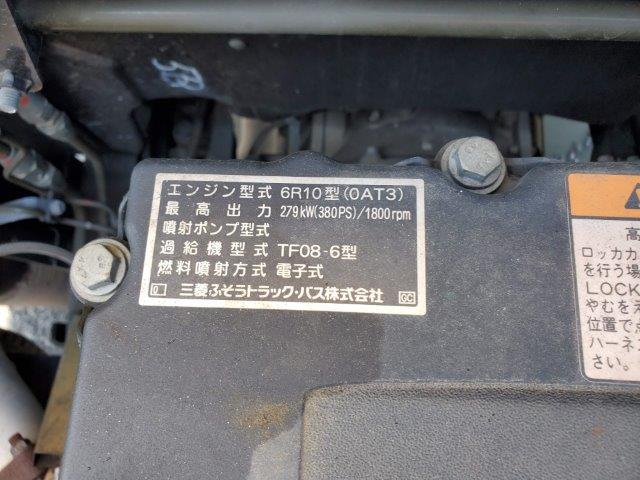 エンジン型式 6R10型(0AT3)
最高出力 279kW(380PS)/1800rpm
噴射ポンプ型式
過給機型式 TF08-6型
燃料噴射方式 電子式
0 三菱ふそうトラック・バス株式会社 GC
ロッカカ
を行う場
LOCK
やむをえ
位置で
ハーネス
さい。